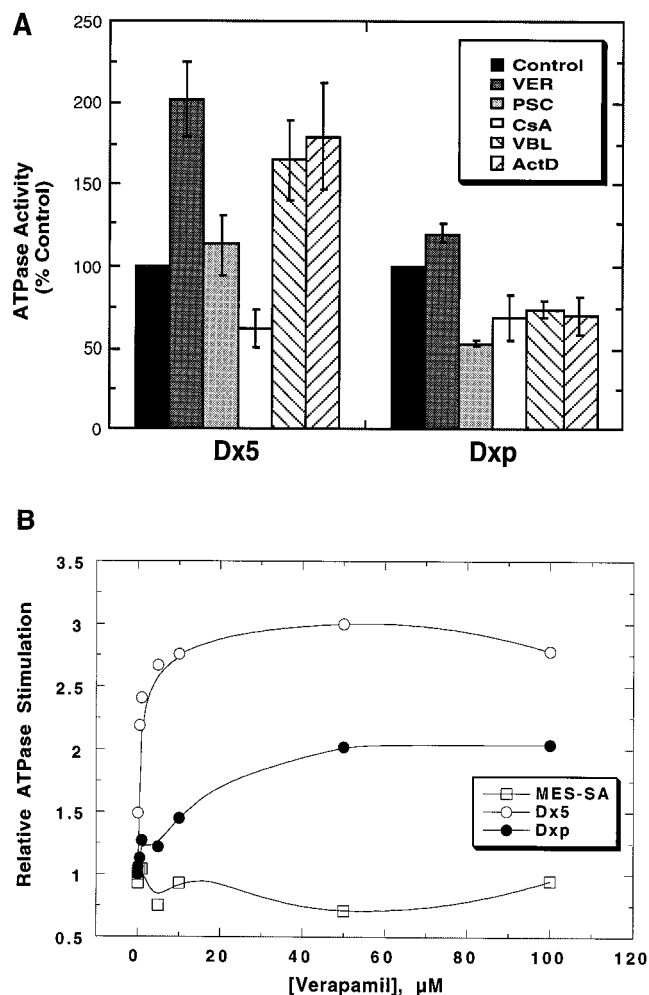 A
250
200
150
100
50
0
ATPase Activity
(% Control)
Control
VER
PSC
CsA
VBL
ActD
Dx5
Dxp
B
3.5
3
2.5
2
1.5
1
0.5
Relative ATPase Stimulation
MES-SA
Dx5
Dxp
0
20
40
60
80
100
120
[Verapamil], µM